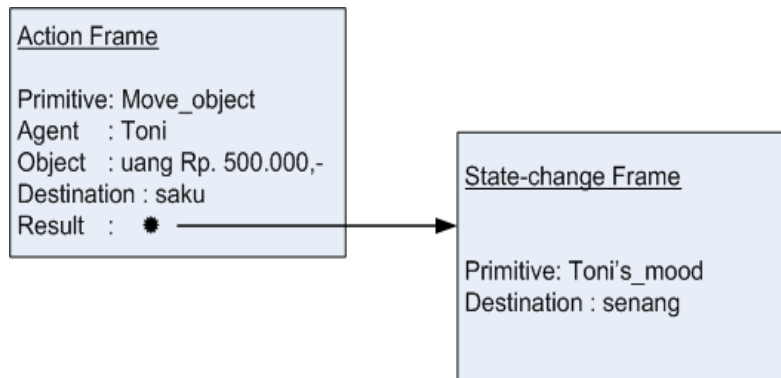 Action Frame
Primitive: Move_object
Agent : Toni
Object : uang Rp. 500.000,-
Destination : saku
Result :
State-change Frame
Primitive: Toni's_mood
Destination : senang